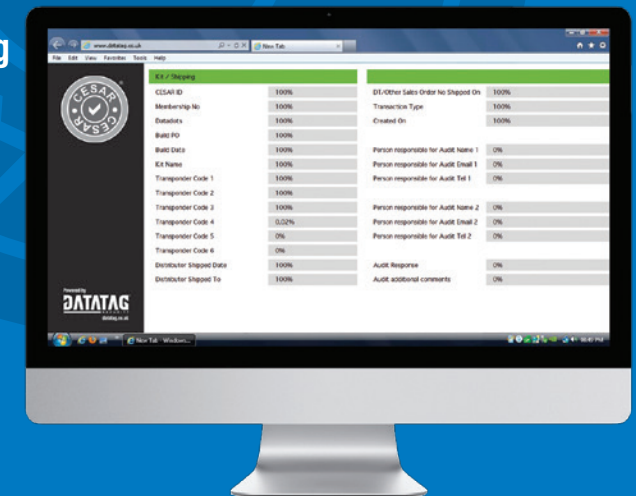 g
www.datatag.co.uk
New Tab
File Edit View Favorites Tools Help
CESAR CESAR
Kit / Shipping
CESAR ID 100% DT/Other Sales Order No Shipped On 100%
Membership No 100% Transaction Type 100%
Datadots 100% Created On 100%
Build PO 100%
Build Date 100% Person responsible for Audit Name 1 0%
Kit Name 100% Person responsible for Audit Email 1 0%
Transponder Code 1 100% Person responsible for Audit Tel 1 0%
Transponder Code 2 100%
Transponder Code 3 100% Person responsible for Audit Name 2 0%
Transponder Code 4 0.02% Person responsible for Audit Email 2 0%
Transponder Code 5 0% Person responsible for Audit Tel 2 0%
Transponder Code 6 0%
Distributer Shipped Date 100% Audit Response 0%
Distributer Shipped To 100% Audit additional comments 0%
Powered by
DATATAG
datatag.co.uk
New Tab - Windows...